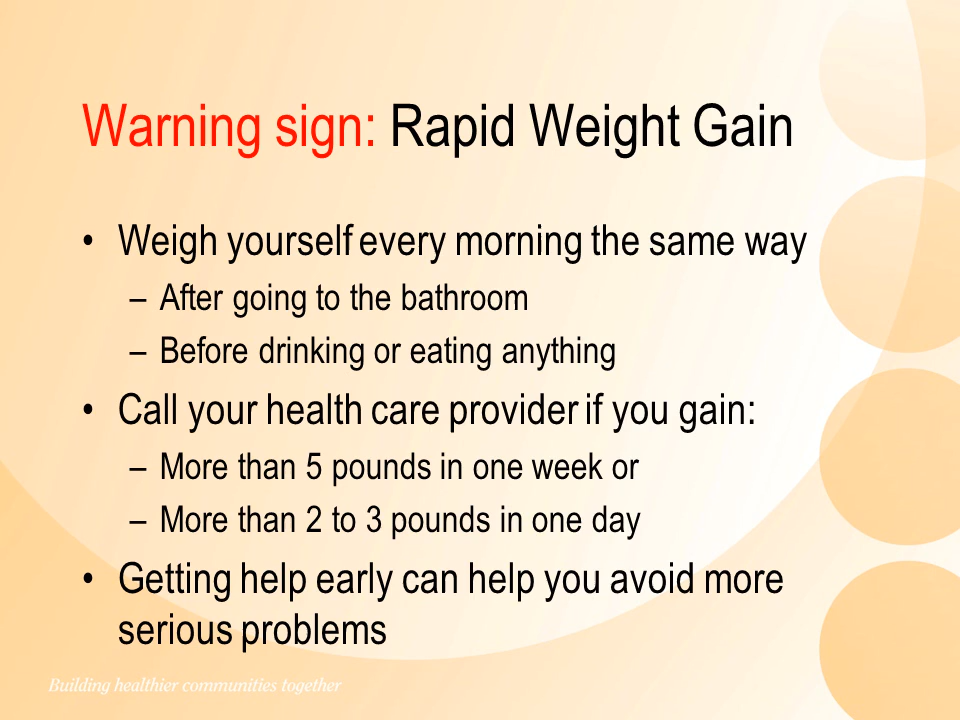 Warning sign: Rapid Weight Gain
• Weigh yourself every morning the same way
– After going to the bathroom
– Before drinking or eating anything
• Call your health care provider if you gain:
– More than 5 pounds in one week or
– More than 2 to 3 pounds in one day
• Getting help early can help you avoid more
serious problems
Building healthier communities together